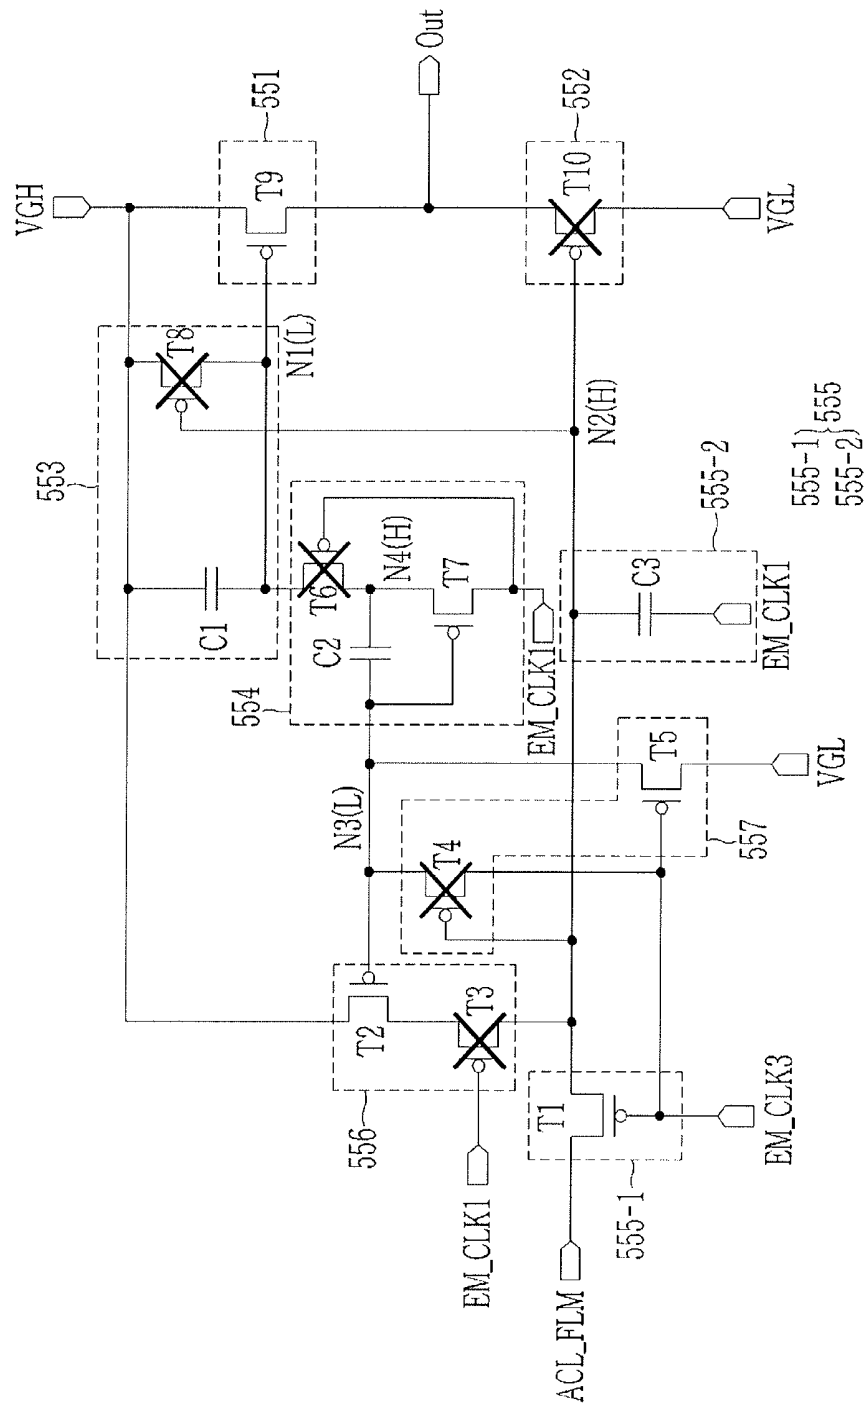 VGH
553
551
T8
T9
C1
N1(L)
Out
554
T6
C2
N4(H)
T7
EM_CLK1
552
T10
VGL
N2(H)
N3(L)
556
T2
T3
EM_CLK1
T4
T5
557
VGL
555-2
C3
EM_CLK1
ACL_FLM
T1
555-1
EM_CLK3
555-1)
555-2) 555